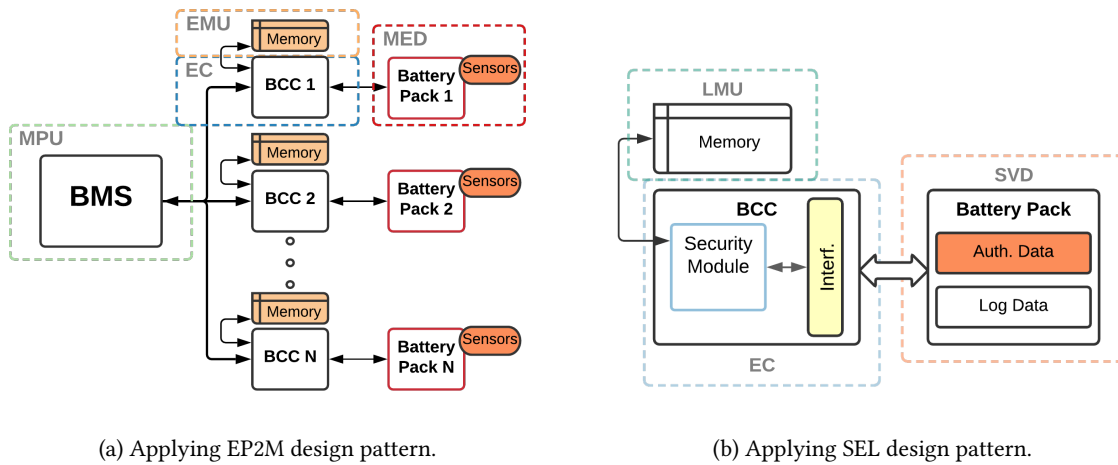 EMU
Memory
MED
EC
BCC 1
Battery
Pack 1
Sensors
MPU
BMS
Memory
BCC 2
Battery
Pack 2
Sensors
Memory
BCC N
Battery
Pack N
Sensors
(a) Applying EP2M design pattern.
LMU
Memory
BCC
Security
Module
Interf.
EC
SVD
Battery Pack
Auth. Data
Log Data
(b) Applying SEL design pattern.